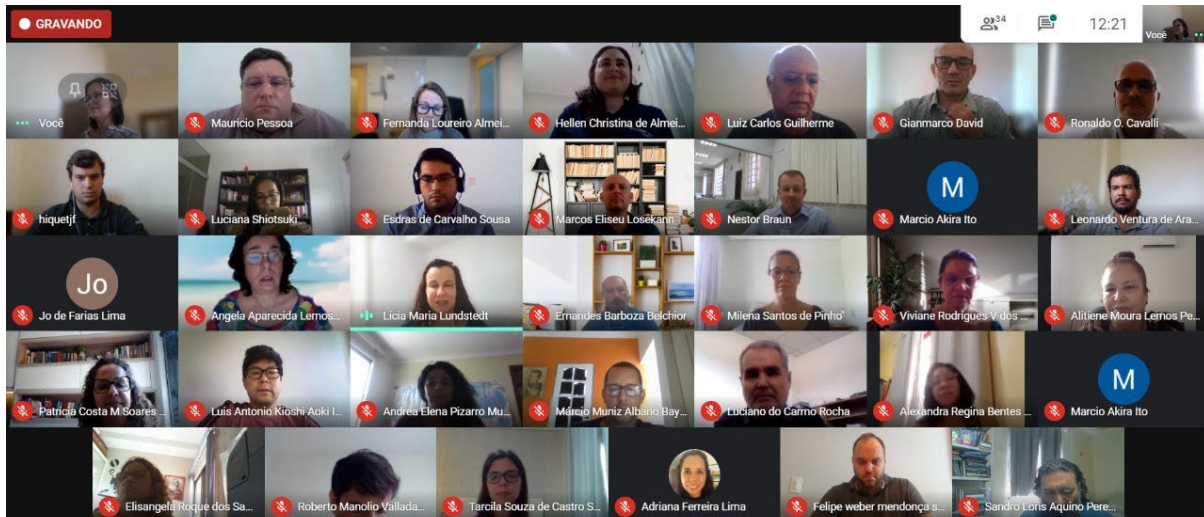 GRAVANDO
34
12:21
Você
Você
Mauricio Pessoa
Fernanda Loureiro Almei...
Hellen Christina de Almei...
Luiz Carlos Guilherme
Gianmarco David
Ronaldo O. Cavalli
hiquetjf
Luciana Shiotsuki
Esdras de Carvalho Sousa
Marcos Eliseu Losekann
Nestor Braun
M
Marcio Akira Ito
Leonardo Ventura de Ara...
Jo
Jo de Farias Lima
Angela Aparecida Lemos...
Licia Maria Lundstedt
Ernandes Barboza Belchior
Milena Santos de Pinho
Viviane Rodrigues V dos ...
Alitiene Moura Lemos Pe...
Patricia Costa M Soares ...
Luis Antonio Kioshi Aoki I...
Andrea Elena Pizarro Mu...
Márcio Muniz Albano Bay...
Luciano do Carmo Rocha
Alexandra Regina Bentes ...
M
Marcio Akira Ito
Elisangela Roque dos Sa...
Roberto Manolio Vallada...
Tarcila Souza de Castro S...
Adriana Ferreira Lima
Felipe weber mendonça s...
Sandro Loris Aquino Pere...